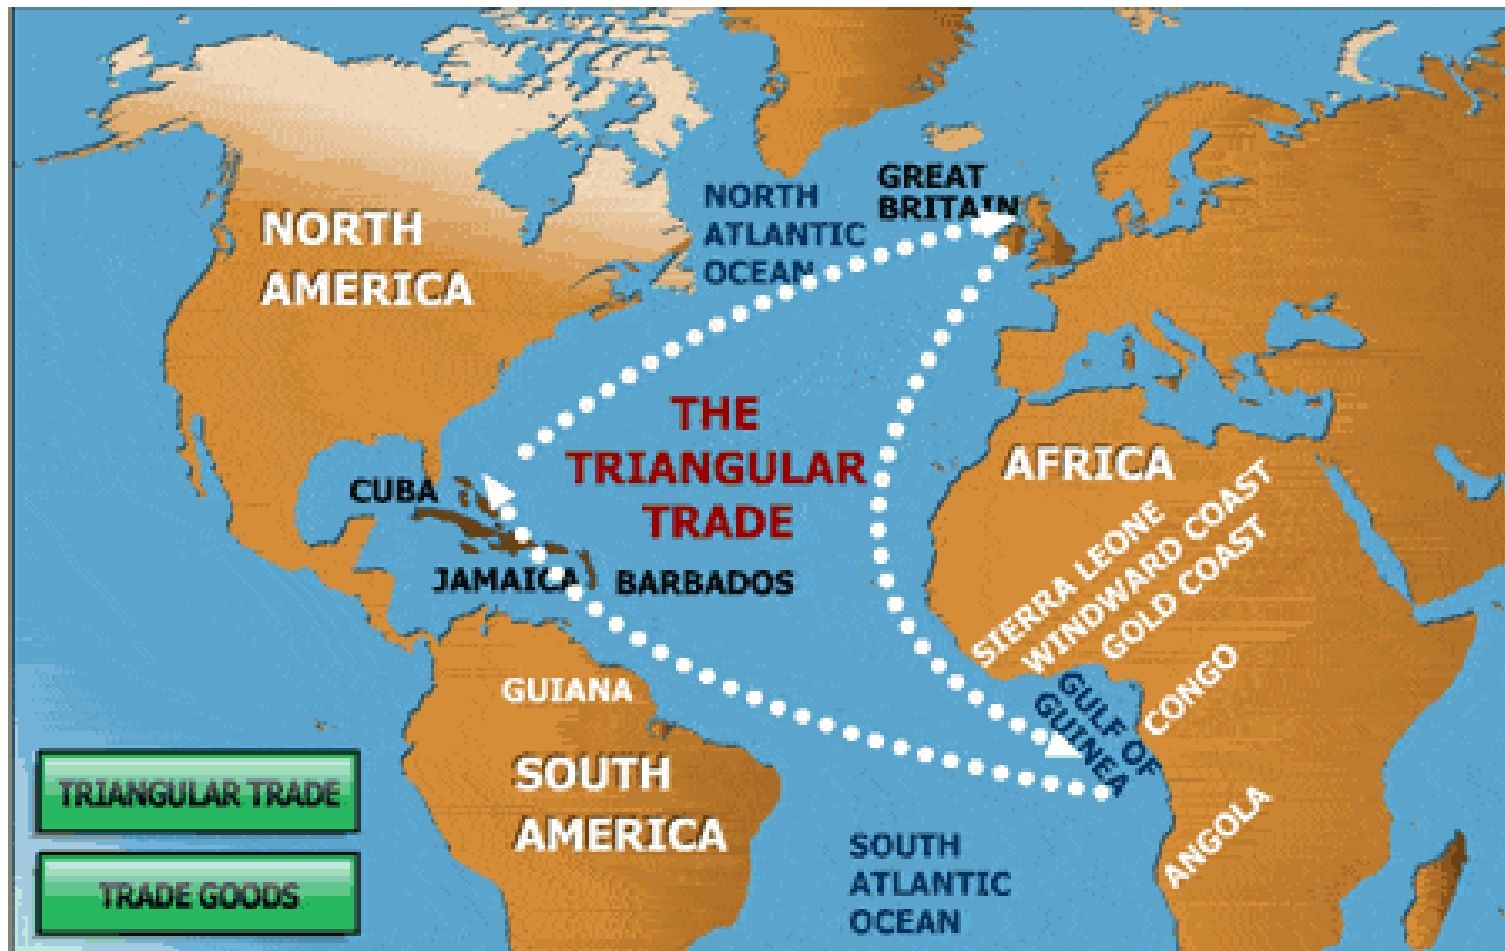 GREAT
BRITAIN
NORTH
ATLANTIC
OCEAN
NORTH
AMERICA
THE
TRIANGULAR
TRADE
AFRICA
CUBA
JAMAICA
BARBADOS
SIERRA LEONE
WINDWARD COAST
GOLD COAST
CONGO
GULF OF
GUINEA
GUIANA
SOUTH
AMERICA
ANGOLA
SOUTH
ATLANTIC
OCEAN
TRIANGULAR TRADE
TRADE GOODS